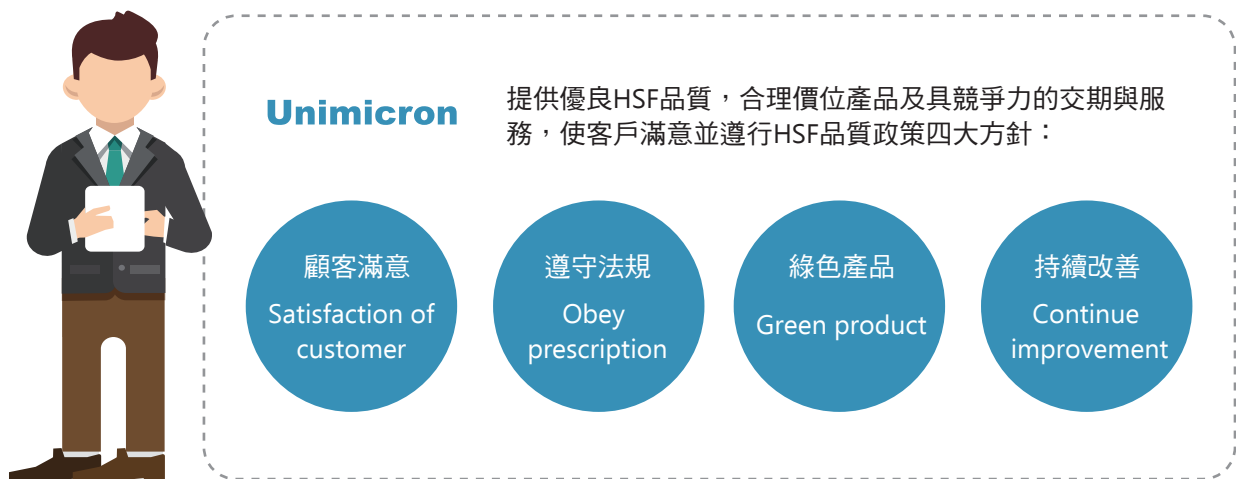 Unimicron
提供優良HSF品質，合理價位產品及具競爭力的交期與服
務，使客戶滿意並遵行HSF品質政策四大方針：
顧客滿意
Satisfaction of
customer
遵守法規
Obey
prescription
綠色產品
Green product
持續改善
Continue
improvement